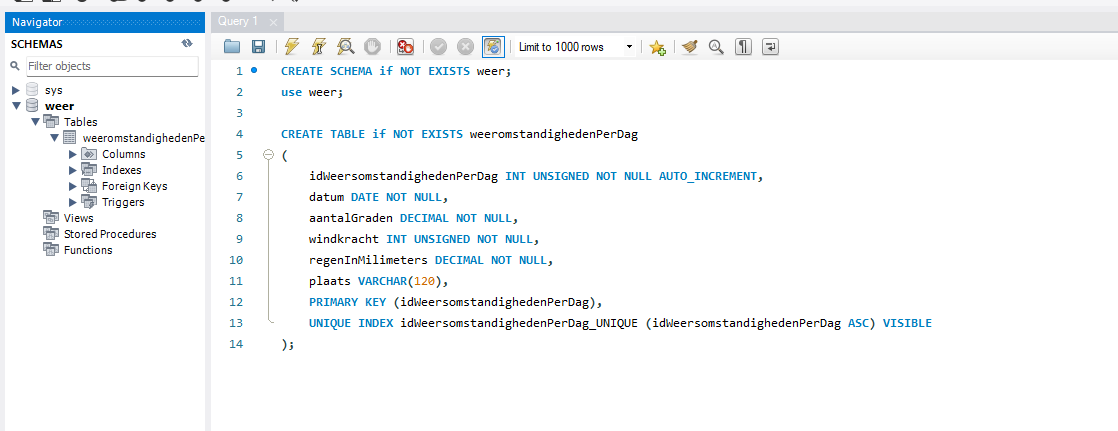 Navigator
SCHEMAS
Filter objects
sys
weer
Tables
weeromstandighedenPe
Columns
Indexes
Foreign Keys
Triggers
Views
Stored Procedures
Functions
Query 1
Limit to 1000 rows
1 CREATE SCHEMA if NOT EXISTS weer;
2 use weer;
3
4 CREATE TABLE if NOT EXISTS weeromstandighedenPerDag
5 (
6 idWeersomstandighedenPerDag INT UNSIGNED NOT NULL AUTO_INCREMENT,
7 datum DATE NOT NULL,
8 aantalGraden DECIMAL NOT NULL,
9 windkracht INT UNSIGNED NOT NULL,
10 regenInMilimeters DECIMAL NOT NULL,
11 plaats VARCHAR(120),
12 PRIMARY KEY (idWeersomstandighedenPerDag),
13 UNIQUE INDEX idWeersomstandighedenPerDag_UNIQUE (idWeersomstandighedenPerDag ASC) VISIBLE
14 );